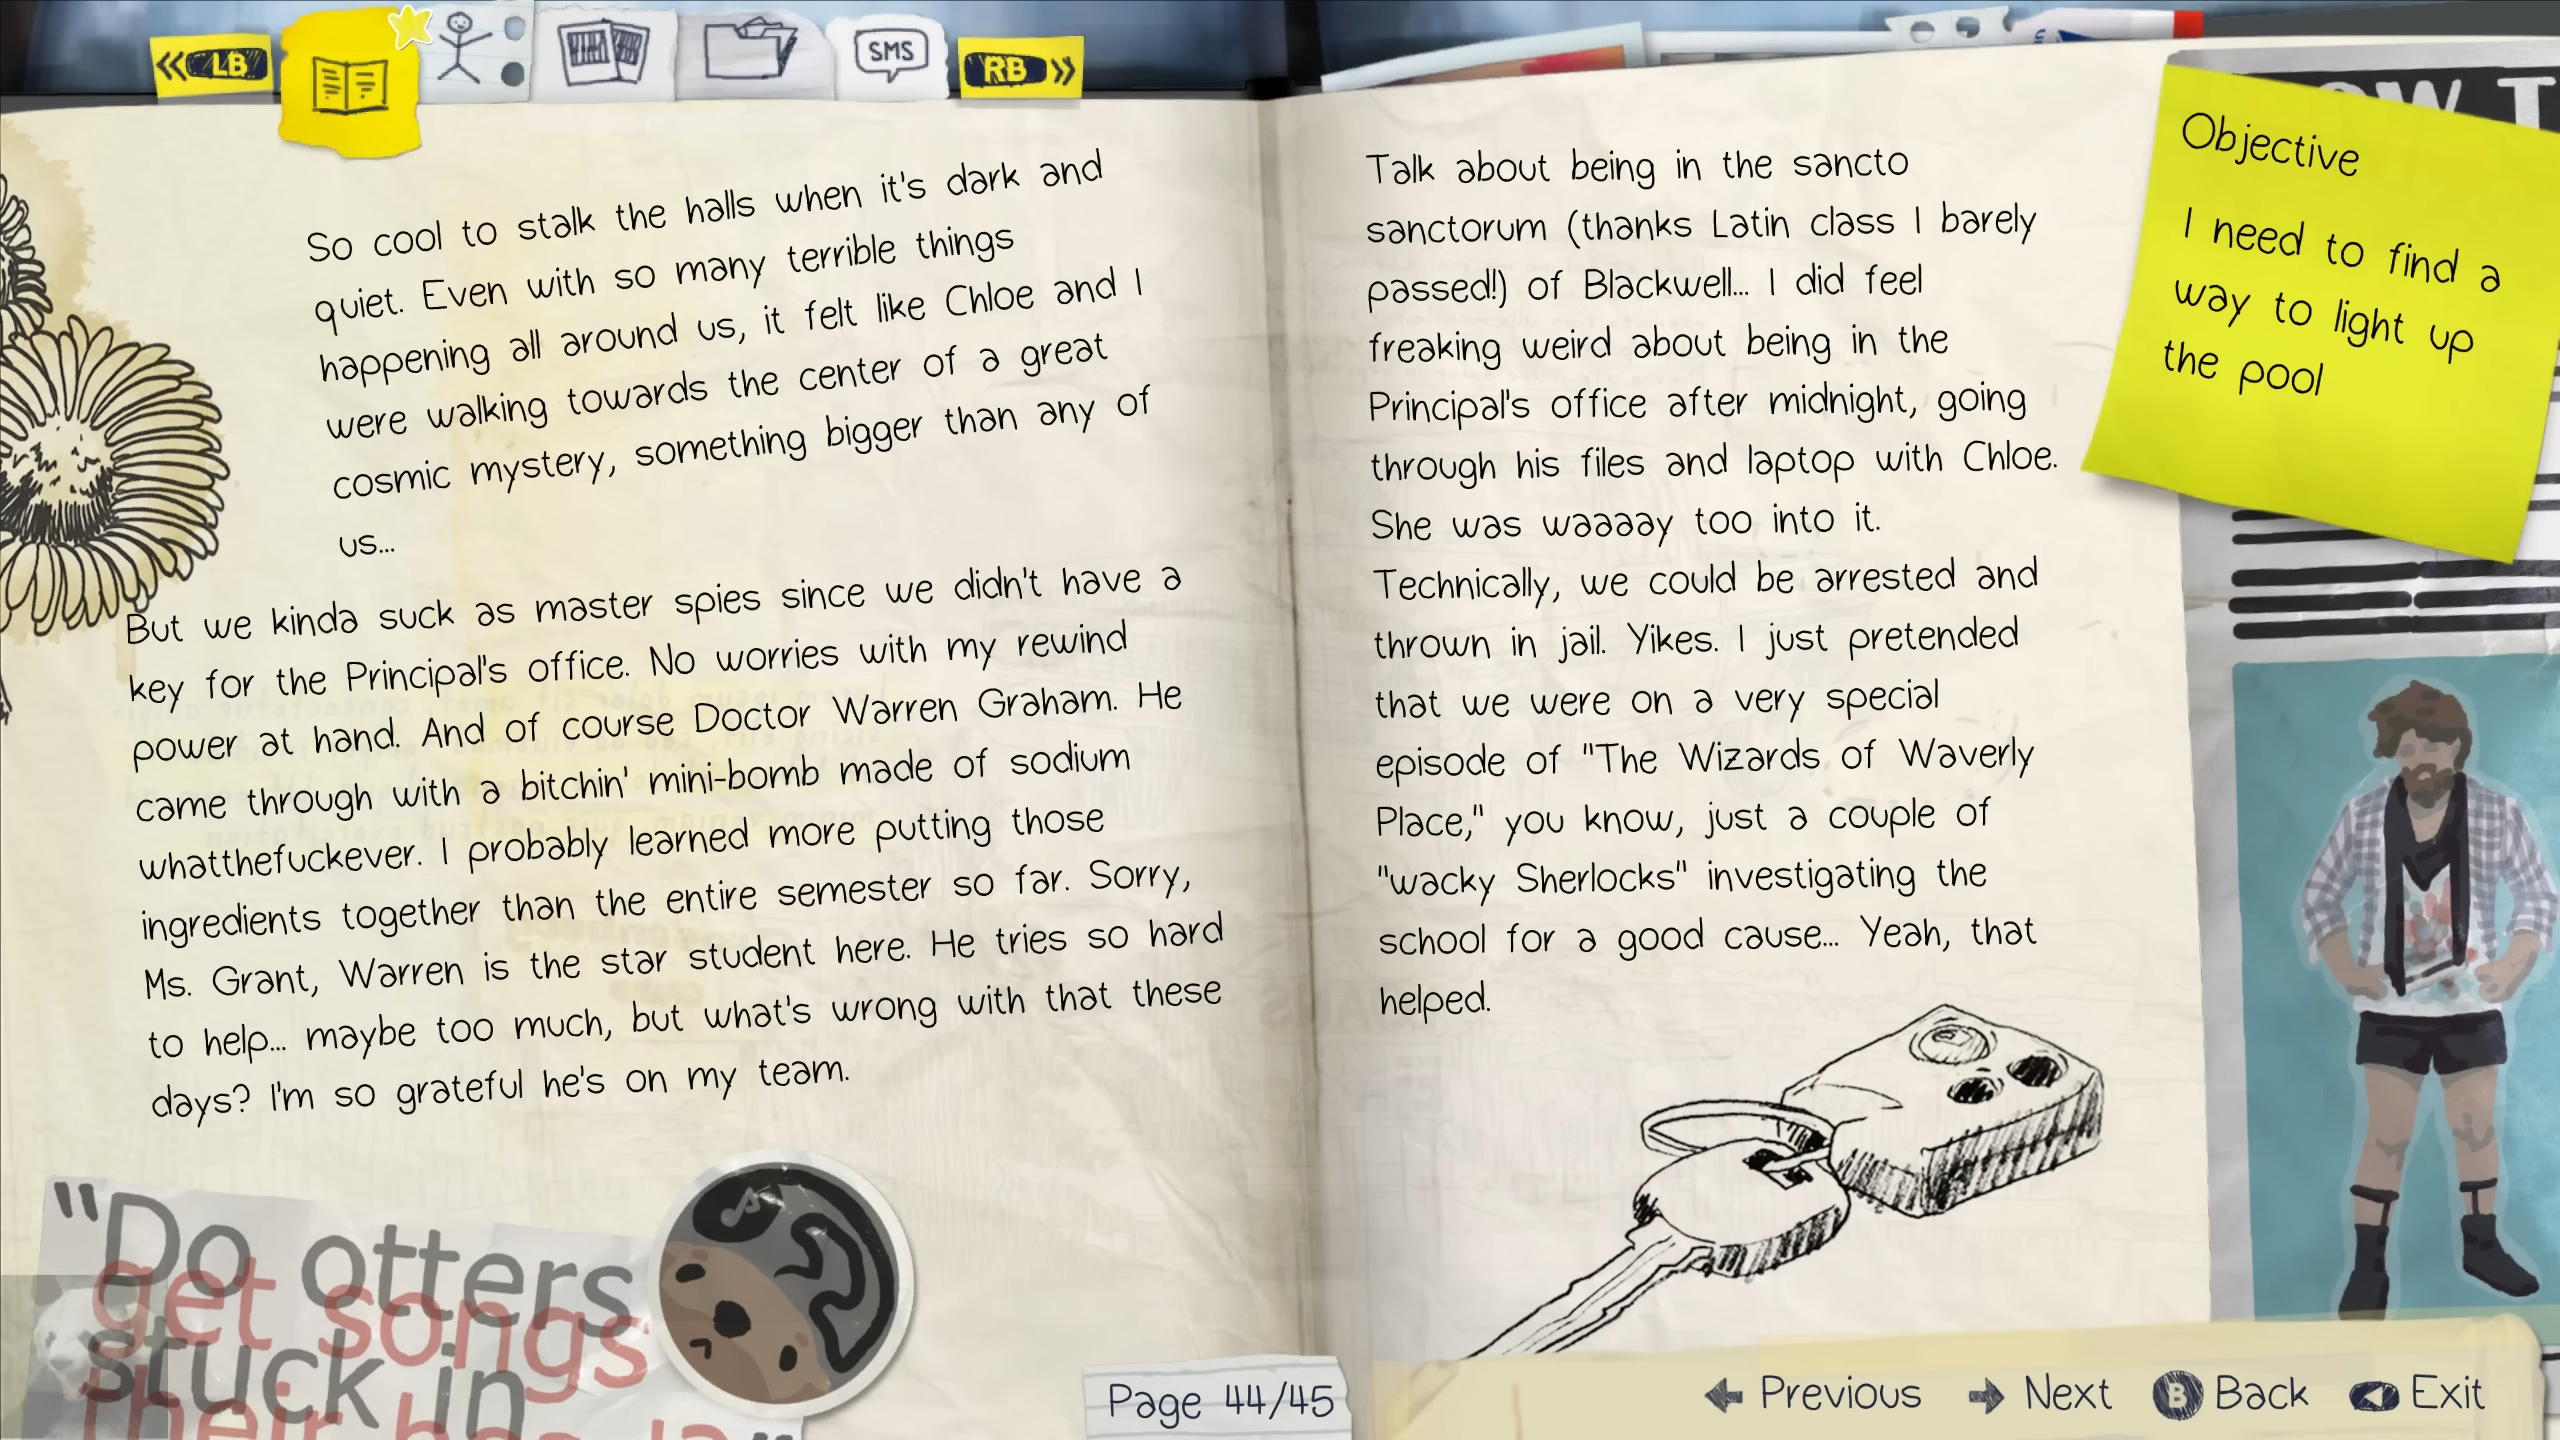 LB
SMS
RB
So cool to stalk the halls when it's dark and
quiet. Even with so many terrible things
happening all around us, it felt like Chloe and I
were walking towards the center of a great
cosmic mystery, something bigger than any of
us...
But we kinda suck as master spies since we didn't have a
key for the Principal's office. No worries with my rewind
power at hand. And of course Doctor Warren Graham. He
came through with a bitchin' mini-bomb made of sodium
whatthefuckever. I probably learned more putting those
ingredients together than the entire semester so far. Sorry,
Ms. Grant, Warren is the star student here. He tries so hard
to help... maybe too much, but what's wrong with that these
days? I'm so grateful he's on my team.
"Do otters
get songs
stuck in
their heads"
Talk about being in the sancto
sanctorum (thanks Latin class I barely
passed!) of Blackwell... I did feel
freaking weird about being in the
Principal's office after midnight, going
through his files and laptop with Chloe.
She was waaaay too into it.
Technically, we could be arrested and
thrown in jail. Yikes. I just pretended
that we were on a very special
episode of "The Wizards of Waverly
Place," you know, just a couple of
"wacky Sherlocks" investigating the
school for a good cause... Yeah, that
helped.
Objective
I need to find a
way to light up
the pool
Page 44/45
Previous
Next
B Back
Exit